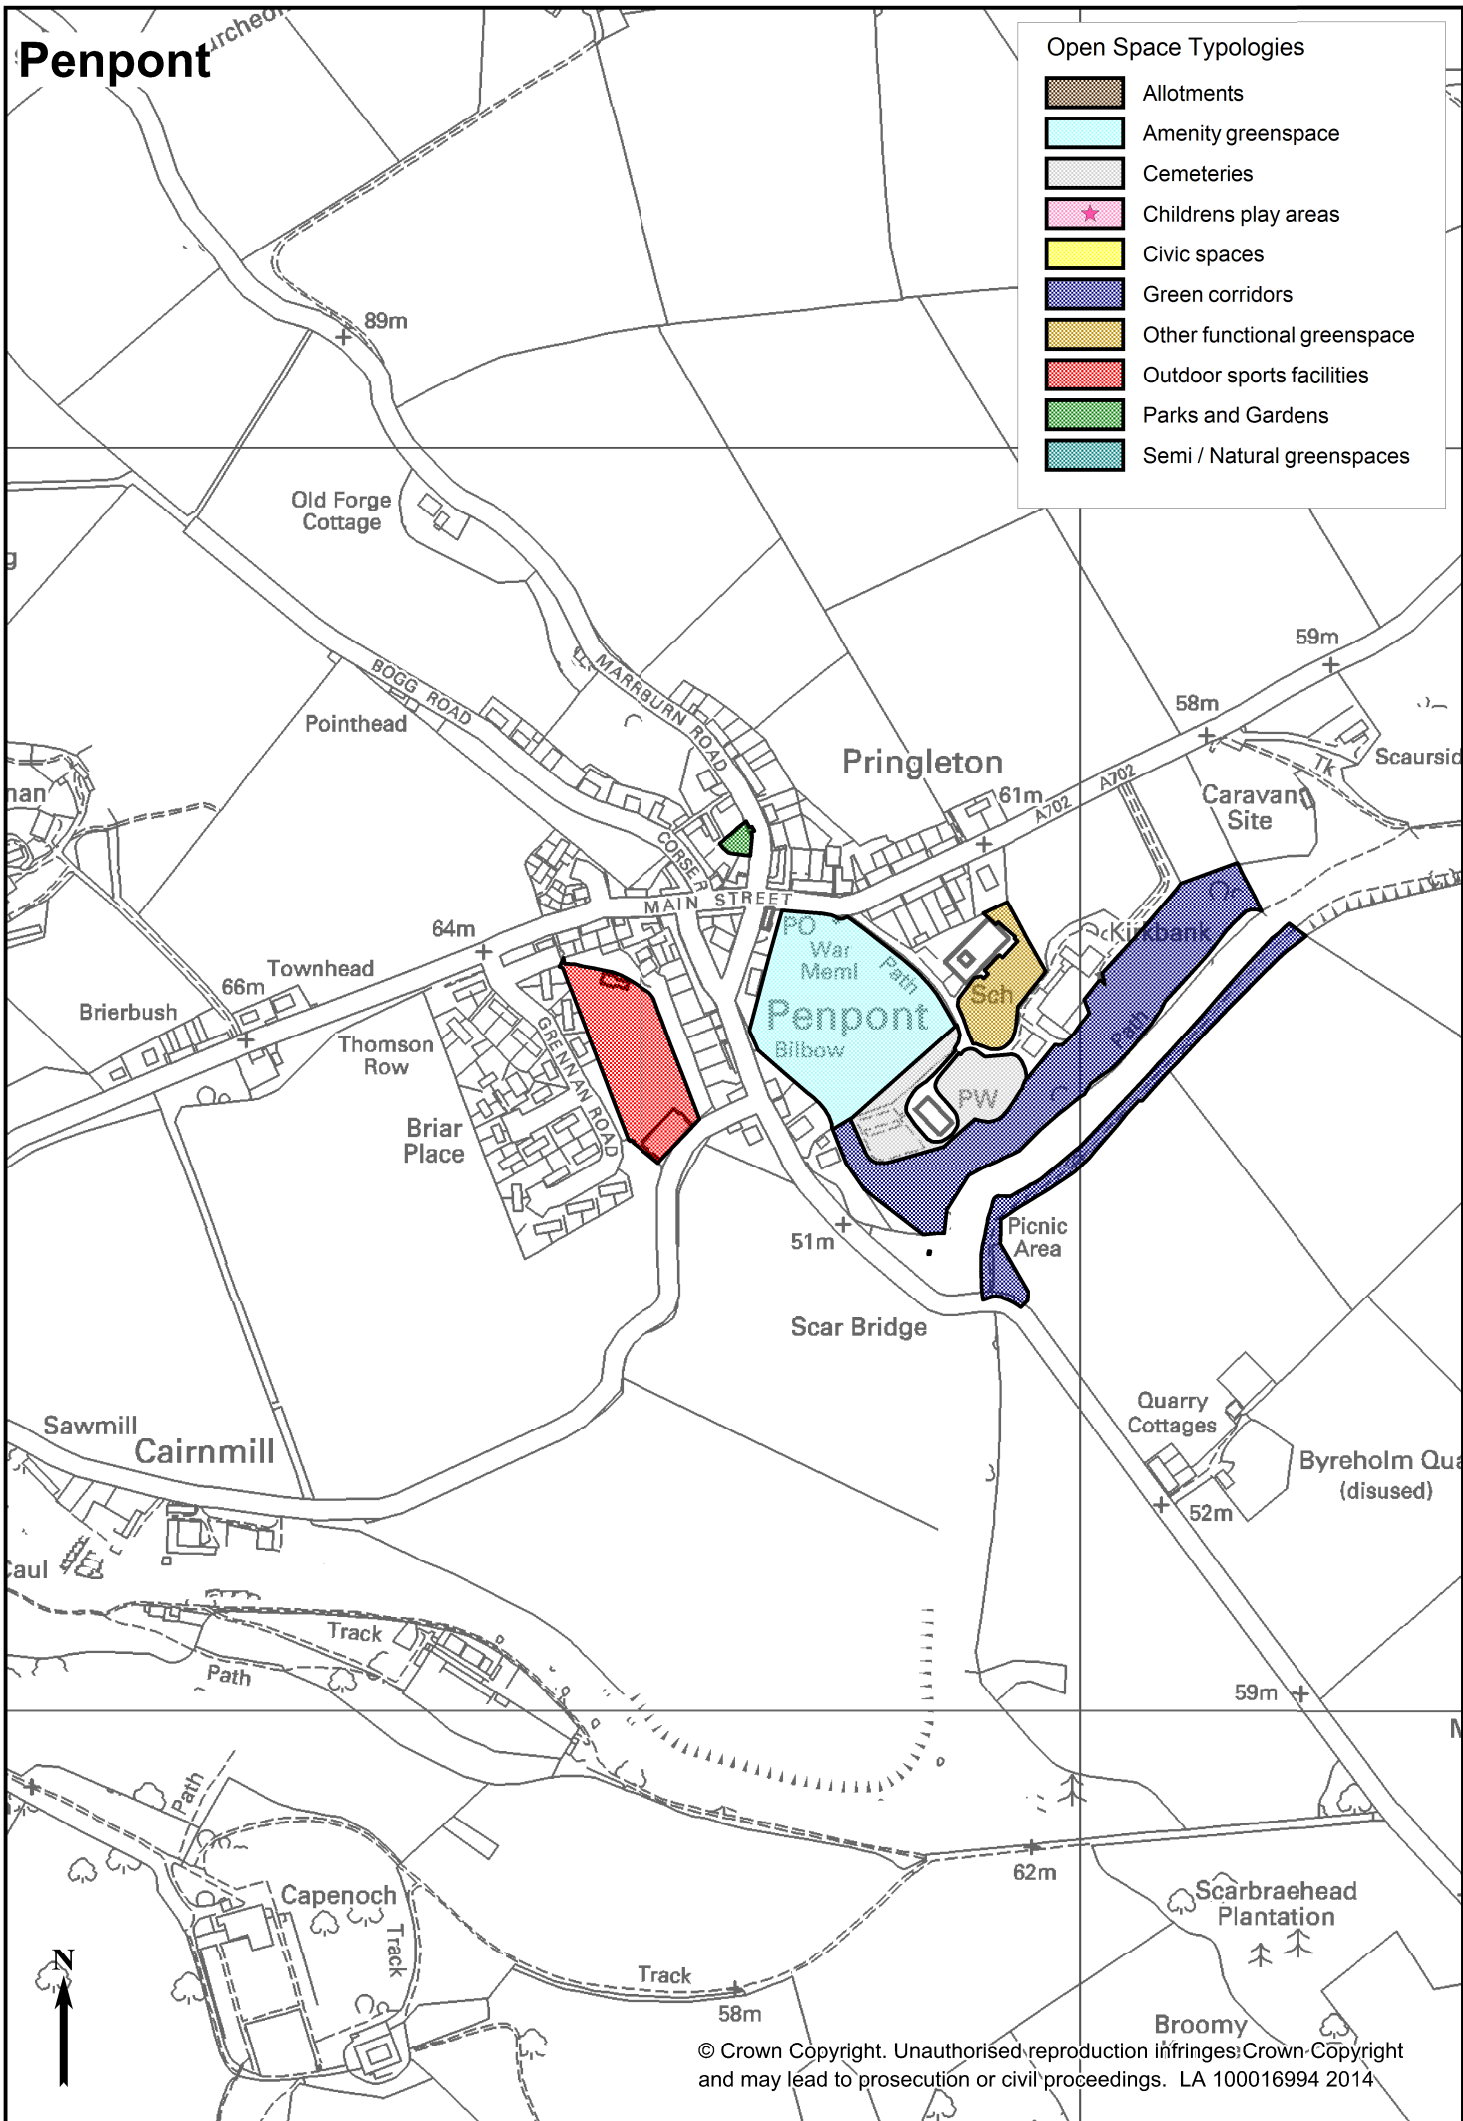 Penpont
Open Space Typologies
Allotments
Amenity greenspace
Cemeteries
Childrens play areas
Civic spaces
Green corridors
Other functional greenspace
Outdoor sports facilities
Parks and Gardens
Semi / Natural greenspaces
89m
Old Forge
Cottage
59m
BOGG ROAD
MARRBURN ROAD
58m
Pointhead
Pringleton
Tk
Scaursid
nan
61m
A702
A702
Caravan
Site
CORSER
MAIN STREET
64m
PO
War
Meml
Path
Kirkbank
66m
Townhead
Sch
Brierbush
Penpont
Bilbow
Path
Thomson
Row
GRENNAN ROAD
PW
Briar
Place
51m
Picnic
Area
Scar Bridge
Quarry
Cottages
Sawmill
Cairnmill
Byreholm Qua
(disused)
52m
Caul
Track
Path
59m
Path
62m
Capenoch
Scarbraehead
Plantation
Track
N
Track
58m
Broomy
© Crown Copyright. Unauthorised reproduction infringes Crown Copyright
and may lead to prosecution or civil proceedings. LA 100016994 2014